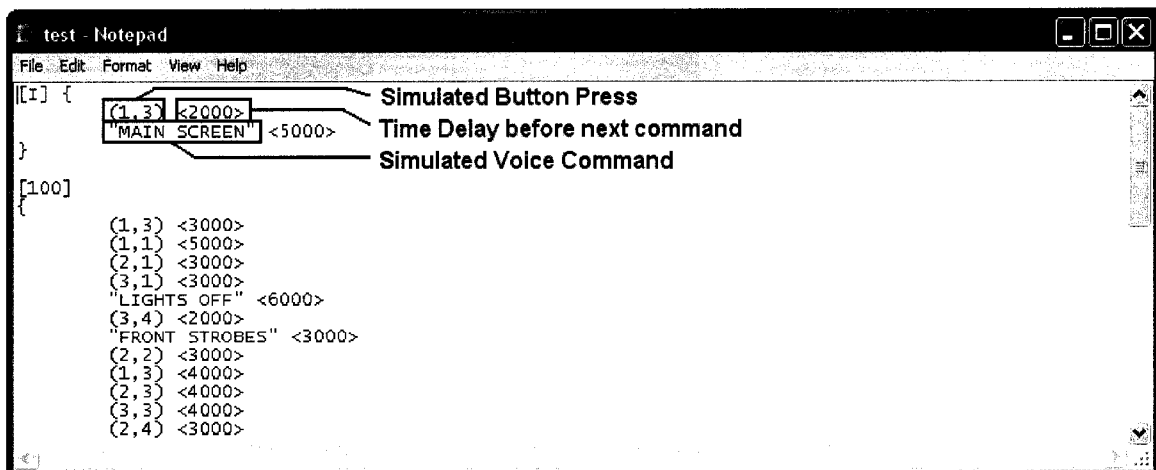 test - Notepad
File Edit Format View Help
[I] {
(1,3) <2000>
"MAIN SCREEN" <5000>
}
Simulated Button Press
Time Delay before next command
Simulated Voice Command
[100]
{
(1,3) <3000>
(1,1) <5000>
(2,1) <3000>
(3,1) <3000>
"LIGHTS OFF" <6000>
(3,4) <2000>
"FRONT STROBES" <3000>
(2,2) <3000>
(1,3) <4000>
(2,3) <4000>
(3,3) <4000>
(2,4) <3000>